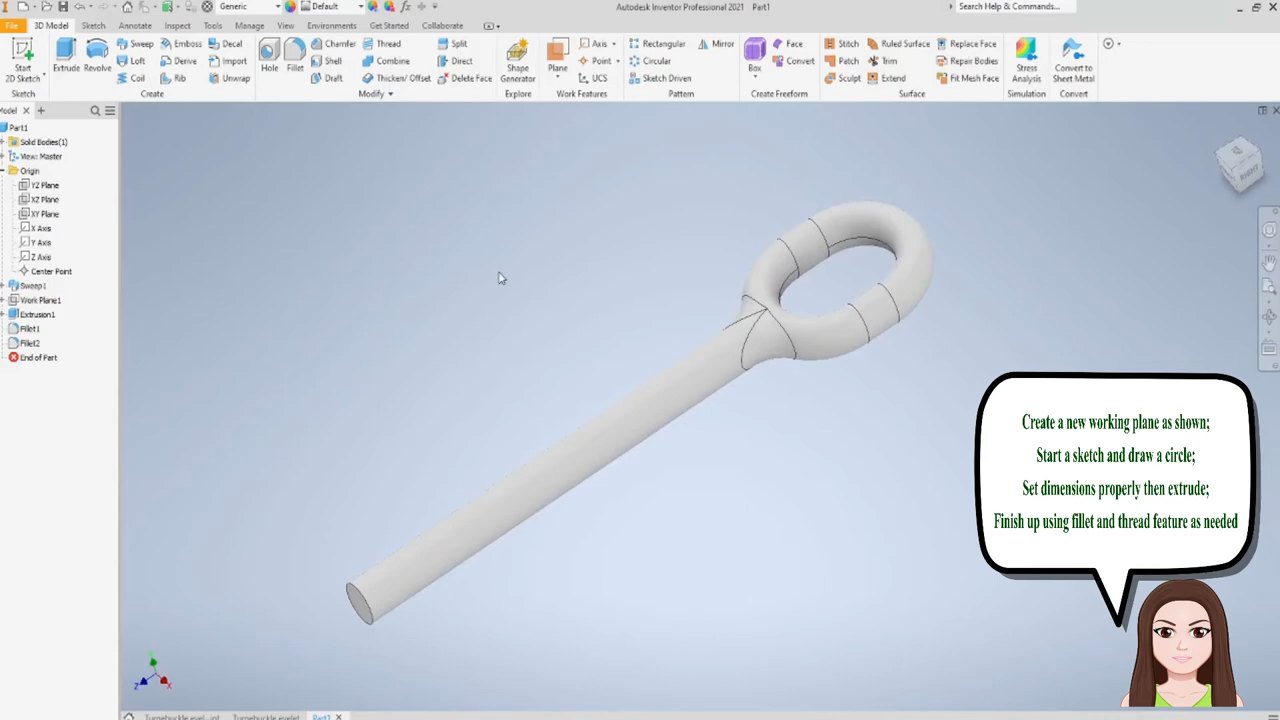 Generic
Default
Autodesk Inventor Professional 2021 Part1
Search Help & Commands...
File
3D Model
Sketch
Annotate
Inspect
Tools
Manage
View
Environments
Get Started
Collaborate
Start
2D Sketch
Extrude
Revolve
Sweep
Loft
Coil
Emboss
Derive
Rib
Decal
Import
Unwrap
Hole
Fillet
Chamfer
Shell
Draft
Thread
Combine
Thicken/ Offset
Split
Direct
Delete Face
Shape
Generator
Plane
Axis
Point
UCS
Rectangular
Circular
Sketch Driven
Mirror
Box
Face
Convert
Stitch
Patch
Sculpt
Ruled Surface
Trim
Extend
Replace Face
Repair Bodies
Fit Mesh Face
Stress
Analysis
Convert to
Sheet Metal
Sketch
Create
Modify
Explore
Work Features
Pattern
Create Freeform
Surface
Simulation
Convert
Part1
Solid Bodies(1)
View: Master
Origin
YZ Plane
XZ Plane
XY Plane
X Axis
Y Axis
Z Axis
Center Point
Sweep1
Work Plane1
Extrusion1
Fillet1
Fillet2
End of Part
RIGHT
Create a new working plane as shown;
Start a sketch and draw a circle;
Set dimensions properly then extrude;
Finish up using fillet and thread feature as needed
Z
X
Part1